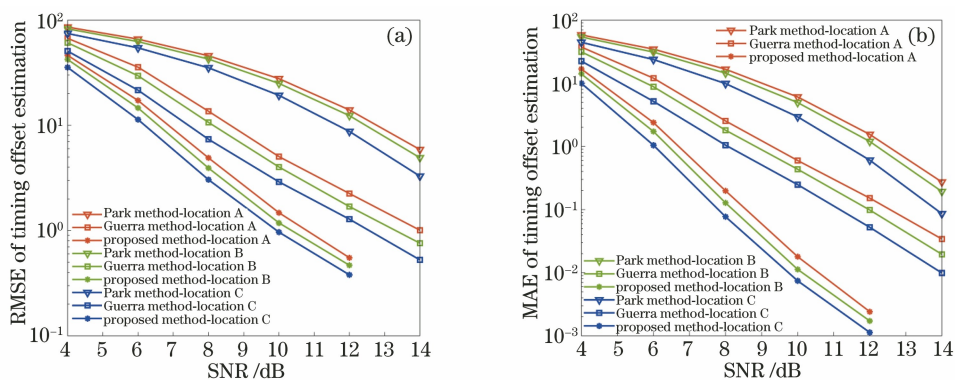 (a)
RMSE of timing offset estimation
10²
10¹
10⁰
10⁻¹
Park method-location A
Guerra method-location A
proposed method-location A
Park method-location B
Guerra method-location B
proposed method-location B
Park method-location C
Guerra method-location C
proposed method-location C
4 5 6 7 8 9 10 11 12 13 14
SNR /dB
(b)
MAE of timing offset estimation
10²
10¹
10⁰
10⁻¹
10⁻²
10⁻³
Park method-location A
Guerra method-location A
proposed method-location A
Park method-location B
Guerra method-location B
proposed method-location B
Park method-location C
Guerra method-location C
proposed method-location C
4 5 6 7 8 9 10 11 12 13 14
SNR /dB